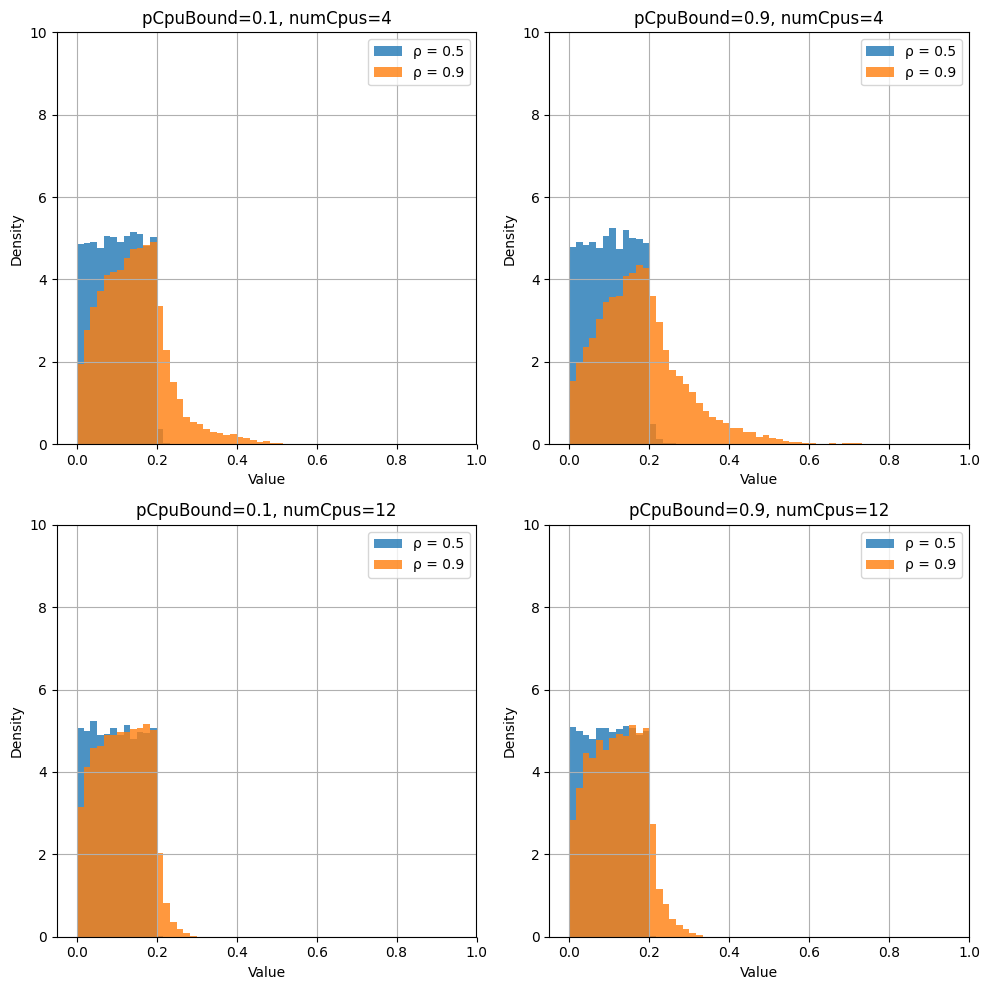 pCpuBound=0.1, numCpus=4
10
8
6
4
2
0
Density
0.0 0.2 0.4 0.6 0.8 1.0
Value
ρ = 0.5
ρ = 0.9
pCpuBound=0.9, numCpus=4
10
8
6
4
2
0
Density
0.0 0.2 0.4 0.6 0.8 1.0
Value
ρ = 0.5
ρ = 0.9
pCpuBound=0.1, numCpus=12
10
8
6
4
2
0
Density
0.0 0.2 0.4 0.6 0.8 1.0
Value
ρ = 0.5
ρ = 0.9
pCpuBound=0.9, numCpus=12
10
8
6
4
2
0
Density
0.0 0.2 0.4 0.6 0.8 1.0
Value
ρ = 0.5
ρ = 0.9